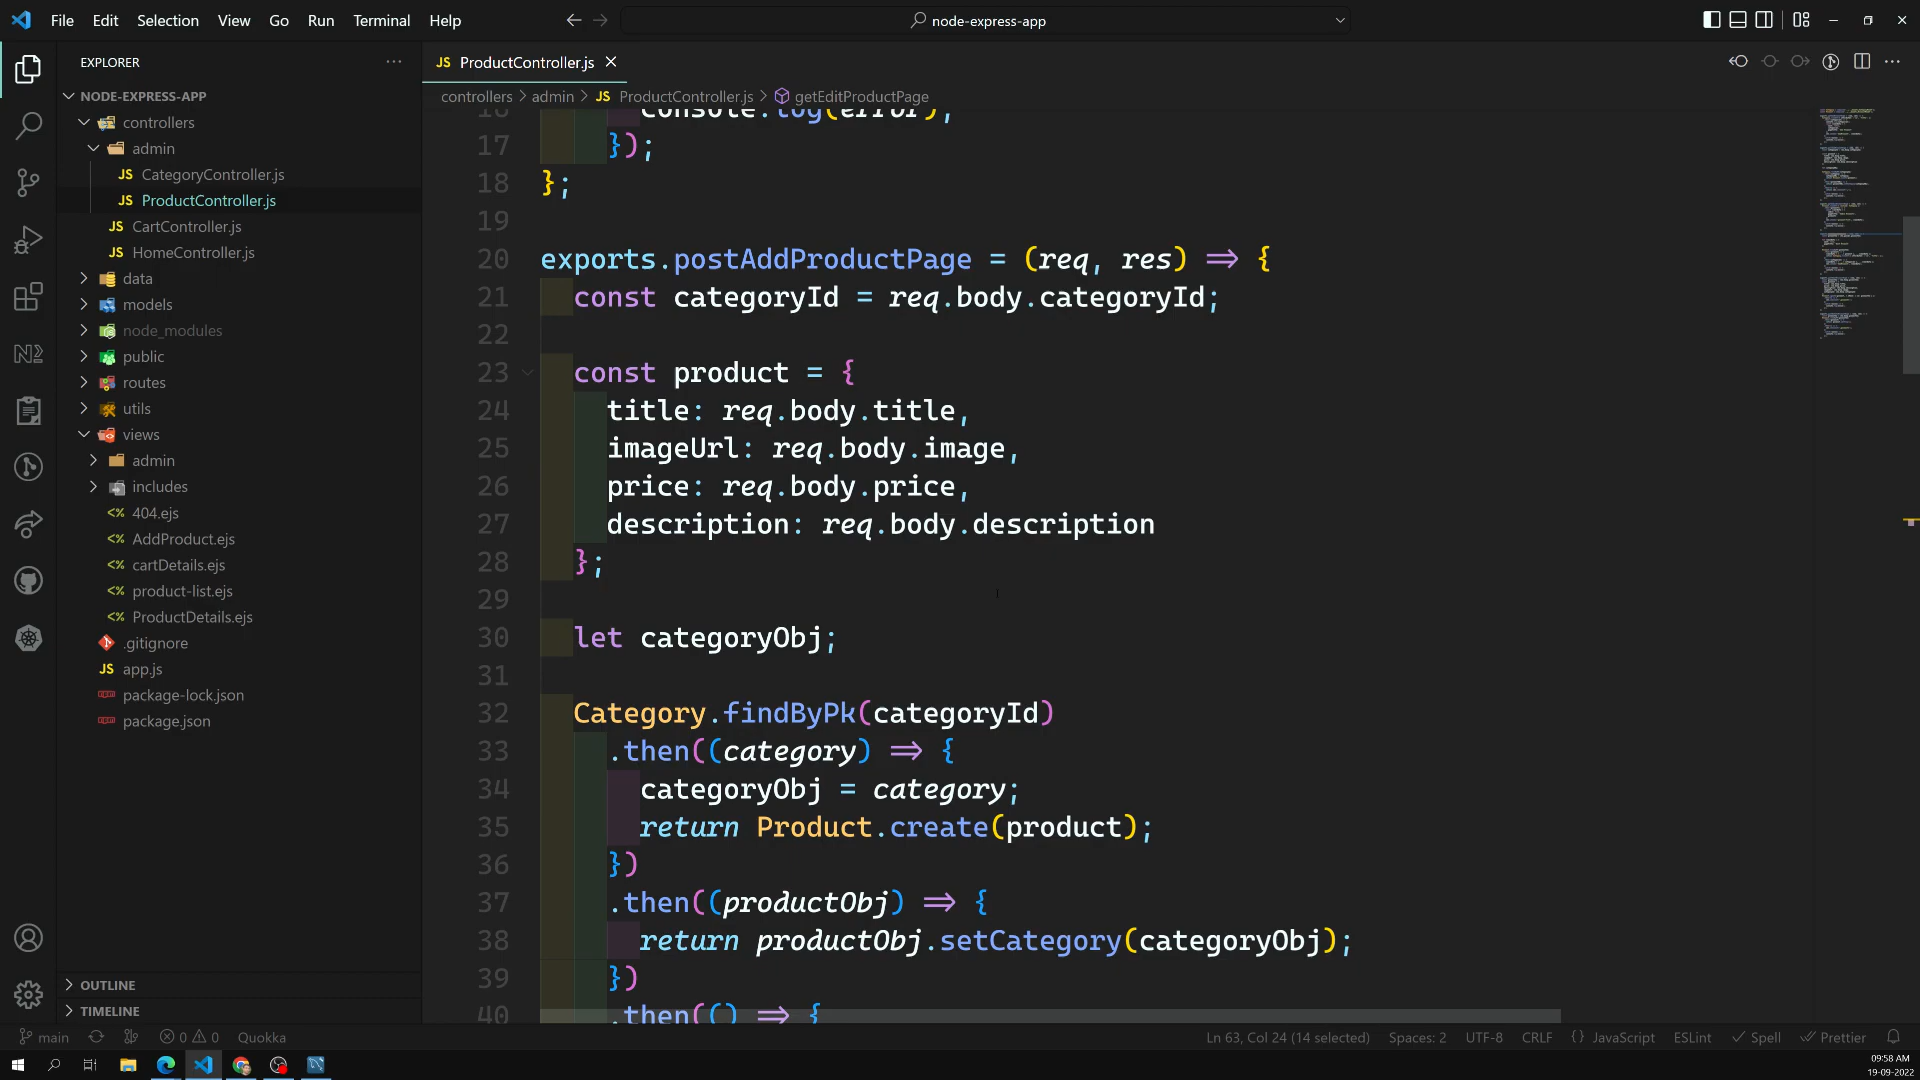 File Edit Selection View Go Run Terminal Help
node-express-app
EXPLORER
NODE-EXPRESS-APP
controllers
admin
JS CategoryController.js
JS ProductController.js
JS CartController.js
JS HomeController.js
data
models
node_modules
public
routes
utils
views
admin
includes
<% 404.ejs
<% AddProduct.ejs
<% cartDetails.ejs
<% product-list.ejs
<% ProductDetails.ejs
.gitignore
JS app.js
package-lock.json
package.json
OUTLINE
TIMELINE
JS ProductController.js
controllers > admin > JS ProductController.js > getEditProductPage
16 console.log(error);
17 });
18 };
19
20 exports.postAddProductPage = (req, res) => {
21 const categoryId = req.body.categoryId;
22
23 const product = {
24 title: req.body.title,
25 imageUrl: req.body.image,
26 price: req.body.price,
27 description: req.body.description
28 };
29
30 let categoryObj;
31
32 Category.findByPk(categoryId)
33 .then((category) => {
34 categoryObj = category;
35 return Product.create(product);
36 })
37 .then((productObj) => {
38 return productObj.setCategory(categoryObj);
39 })
40 .then(() => {
main 0 0 Quokka
Ln 63, Col 24 (14 selected) Spaces: 2 UTF-8 CRLF {} JavaScript ESLint Spell Prettier
09:58 AM
19-09-2022